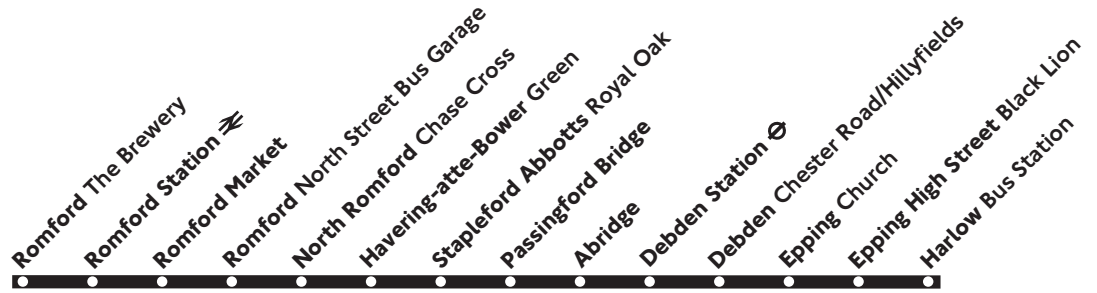 Romford The Brewery
Romford Station
Romford Market
Romford North Street Bus Garage
North Romford Chase Cross
Havering-atte-Bower Green
Stapleford Abbotts Royal Oak
Passingford Bridge
Abridge
Debden Station
Debden Chester Road/Hillyfields
Epping Church
Epping High Street Black Lion
Harlow Bus Station